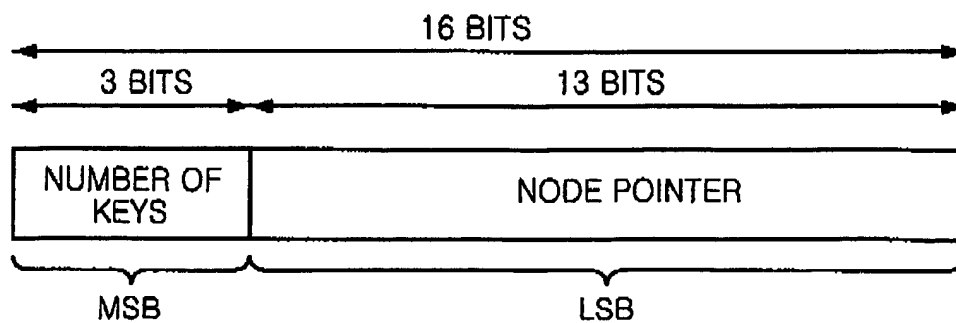 16 BITS
3 BITS
13 BITS
NUMBER OF
KEYS
NODE POINTER
MSB
LSB